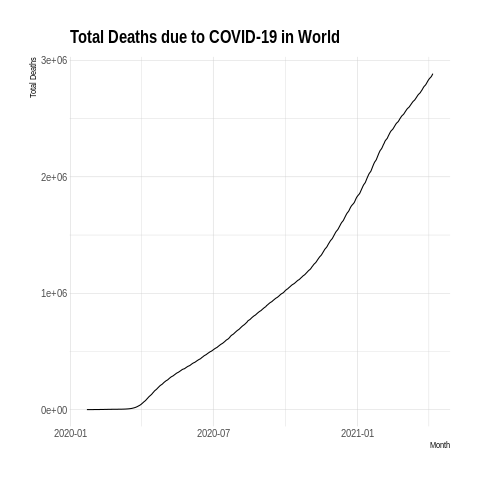 Total Deaths due to COVID-19 in World
Total Deaths
3e+06
2e+06
1e+06
0e+00
2020-01 2020-07 2021-01
Month